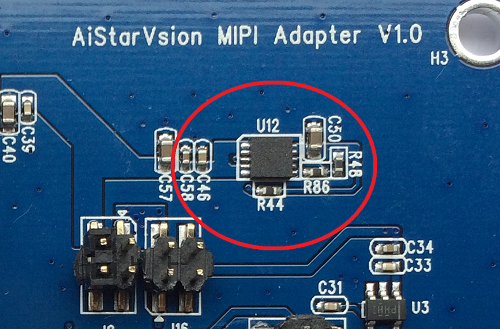 AiStarVsion MIPI Adapter V1.0
H3
U12
C50
C40
C39
R48
C57
C58
C46
R86
R44
C34
C33
C31
U3
J16